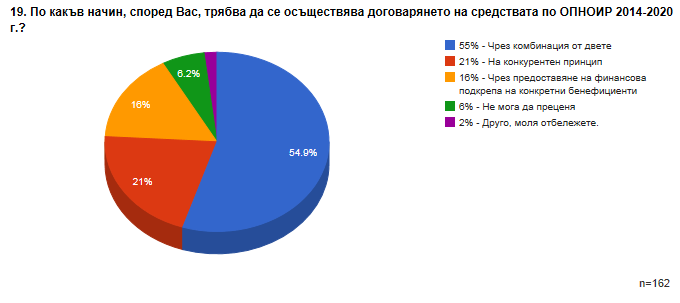 19. По какъв начин, според Вас, трябва да се осъществява договарянето на средствата по ОПНОИР 2014-2020
г.?
55% - Чрез комбинация от двете
21% - На конкурентен принцип
16% - Чрез предоставяне на финансова
подкрепа на конкретни бенефициенти
6% - Не мога да преценя
2% - Друго, моля отбележете.
6.2%
16%
54.9%
21%
n=162